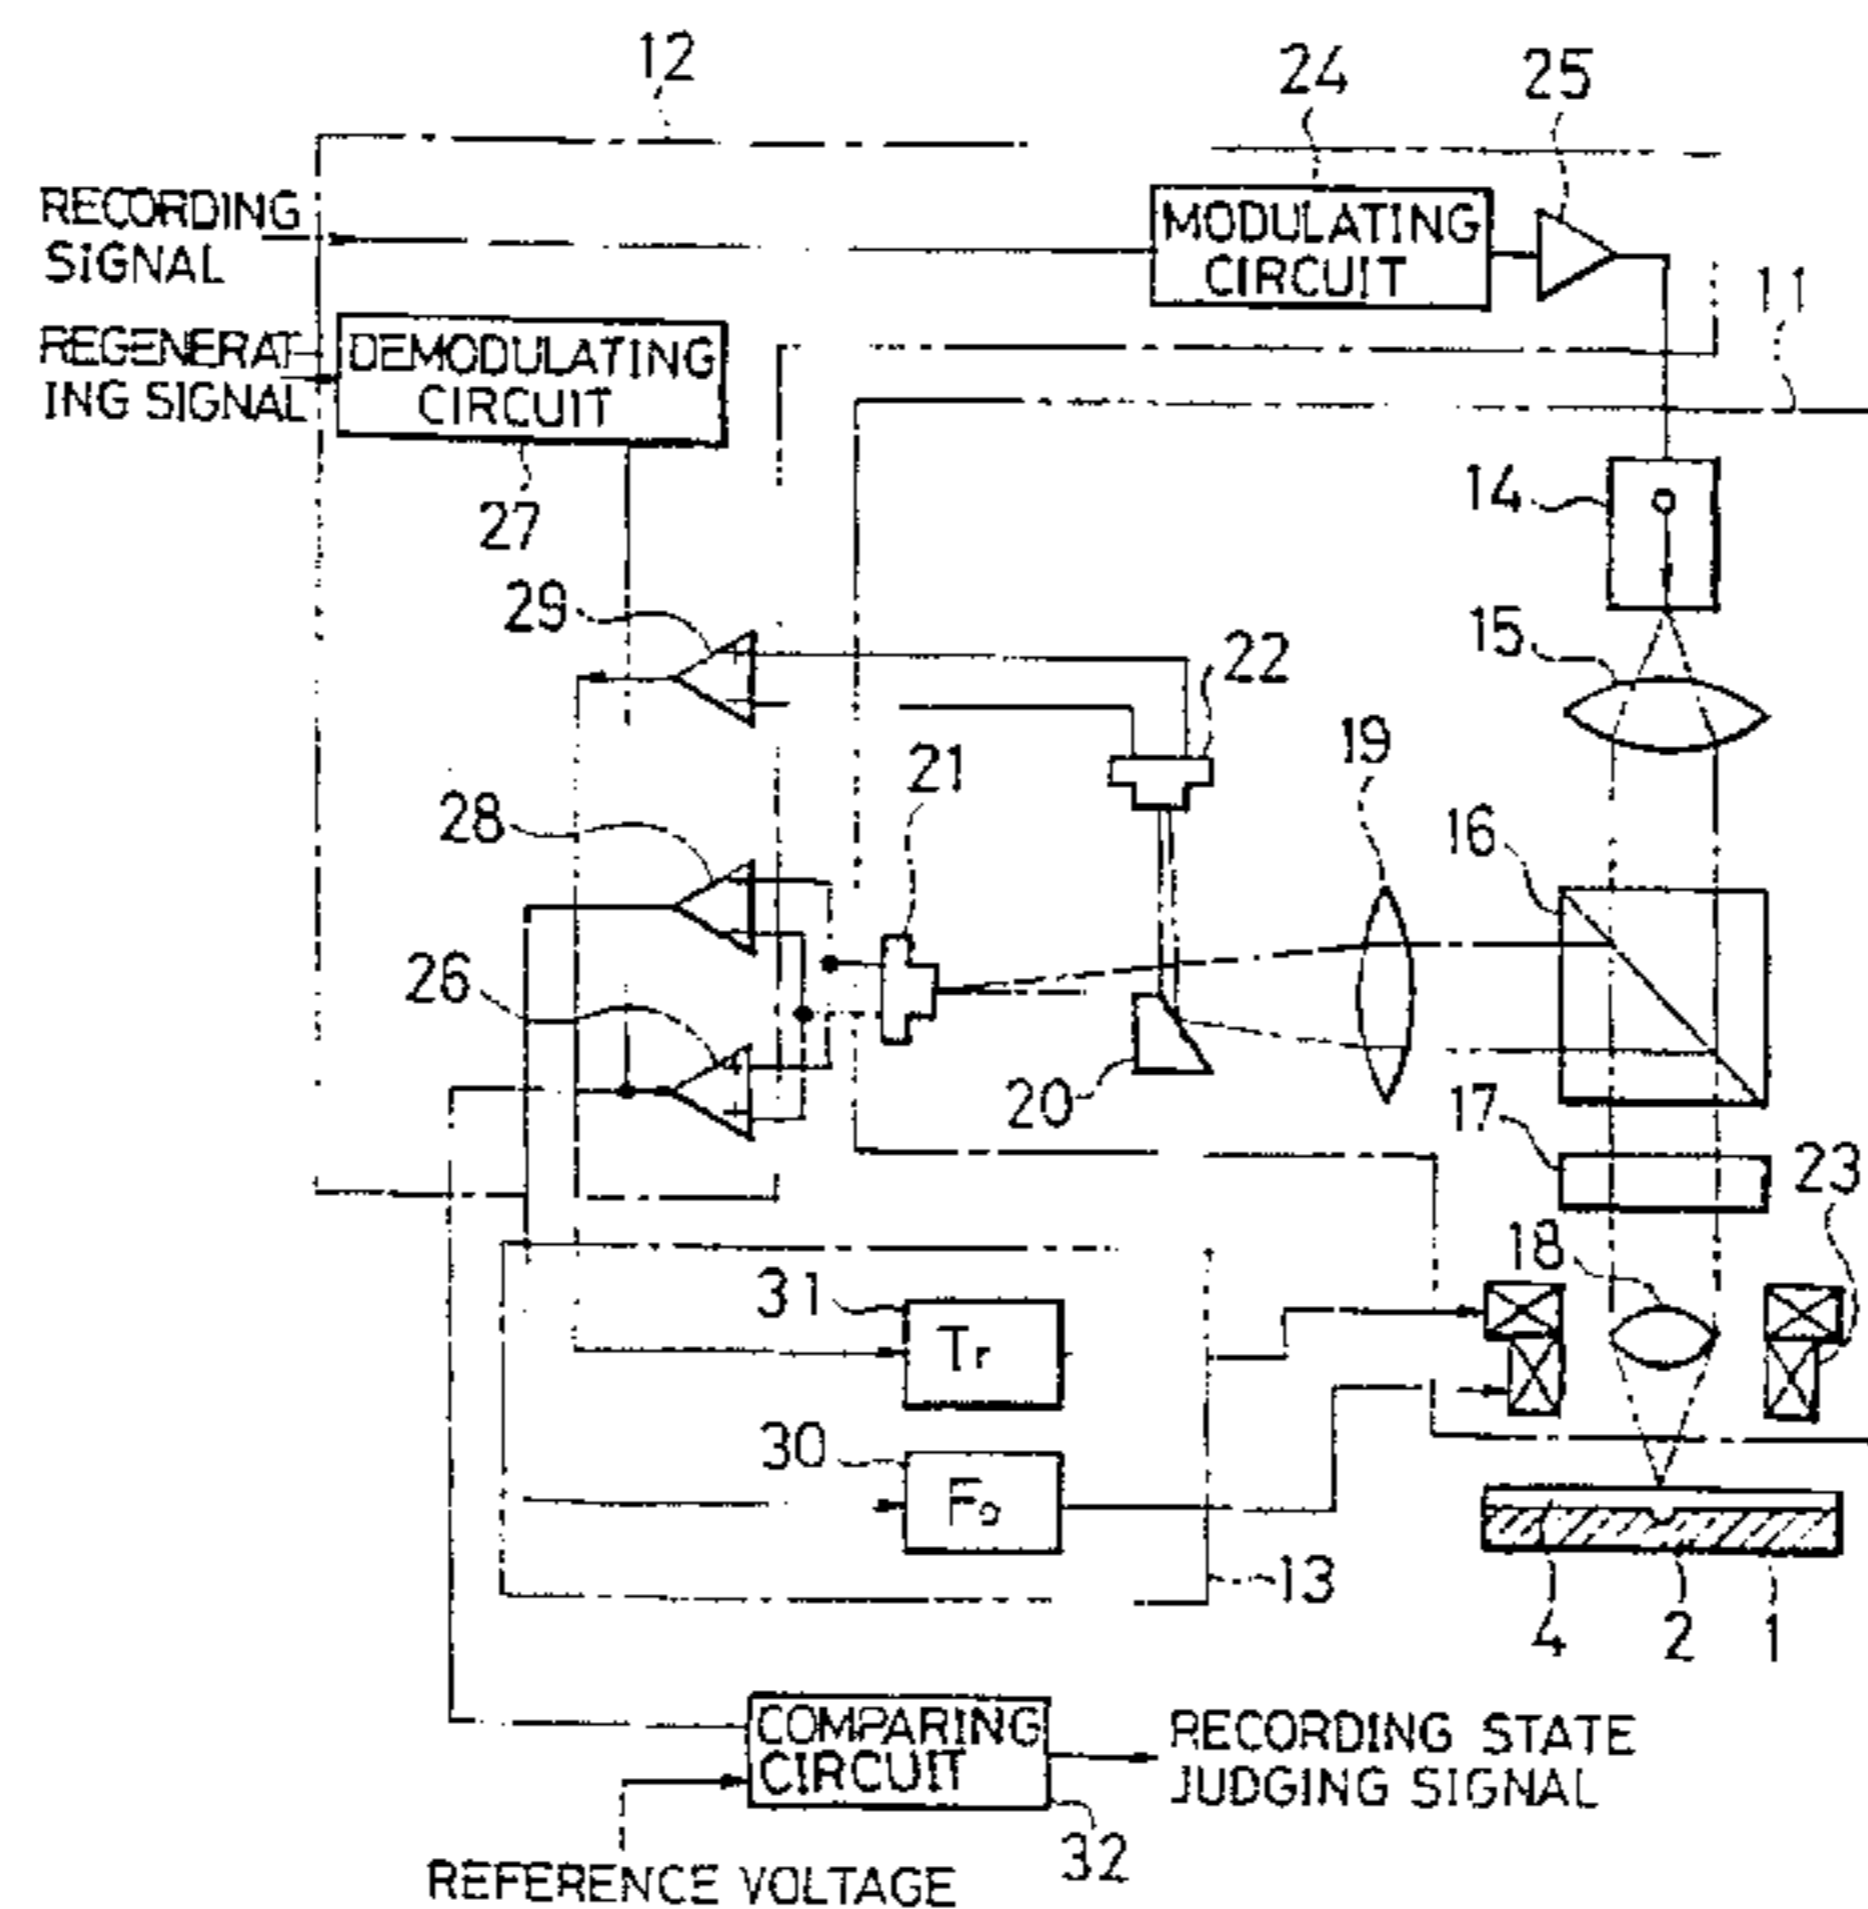 12
24
25
RECORDING
SIGNAL
MODULATING
CIRCUIT
11
REGENERAT-
ING SIGNAL
DEMODULATING
CIRCUIT
14
27
29
15
22
21
19
28
16
26
20
17
23
18
31
Tr
30
Fo
13
4
2
1
COMPARING
CIRCUIT
RECORDING STATE
JUDGING SIGNAL
32
REFERENCE VOLTAGE